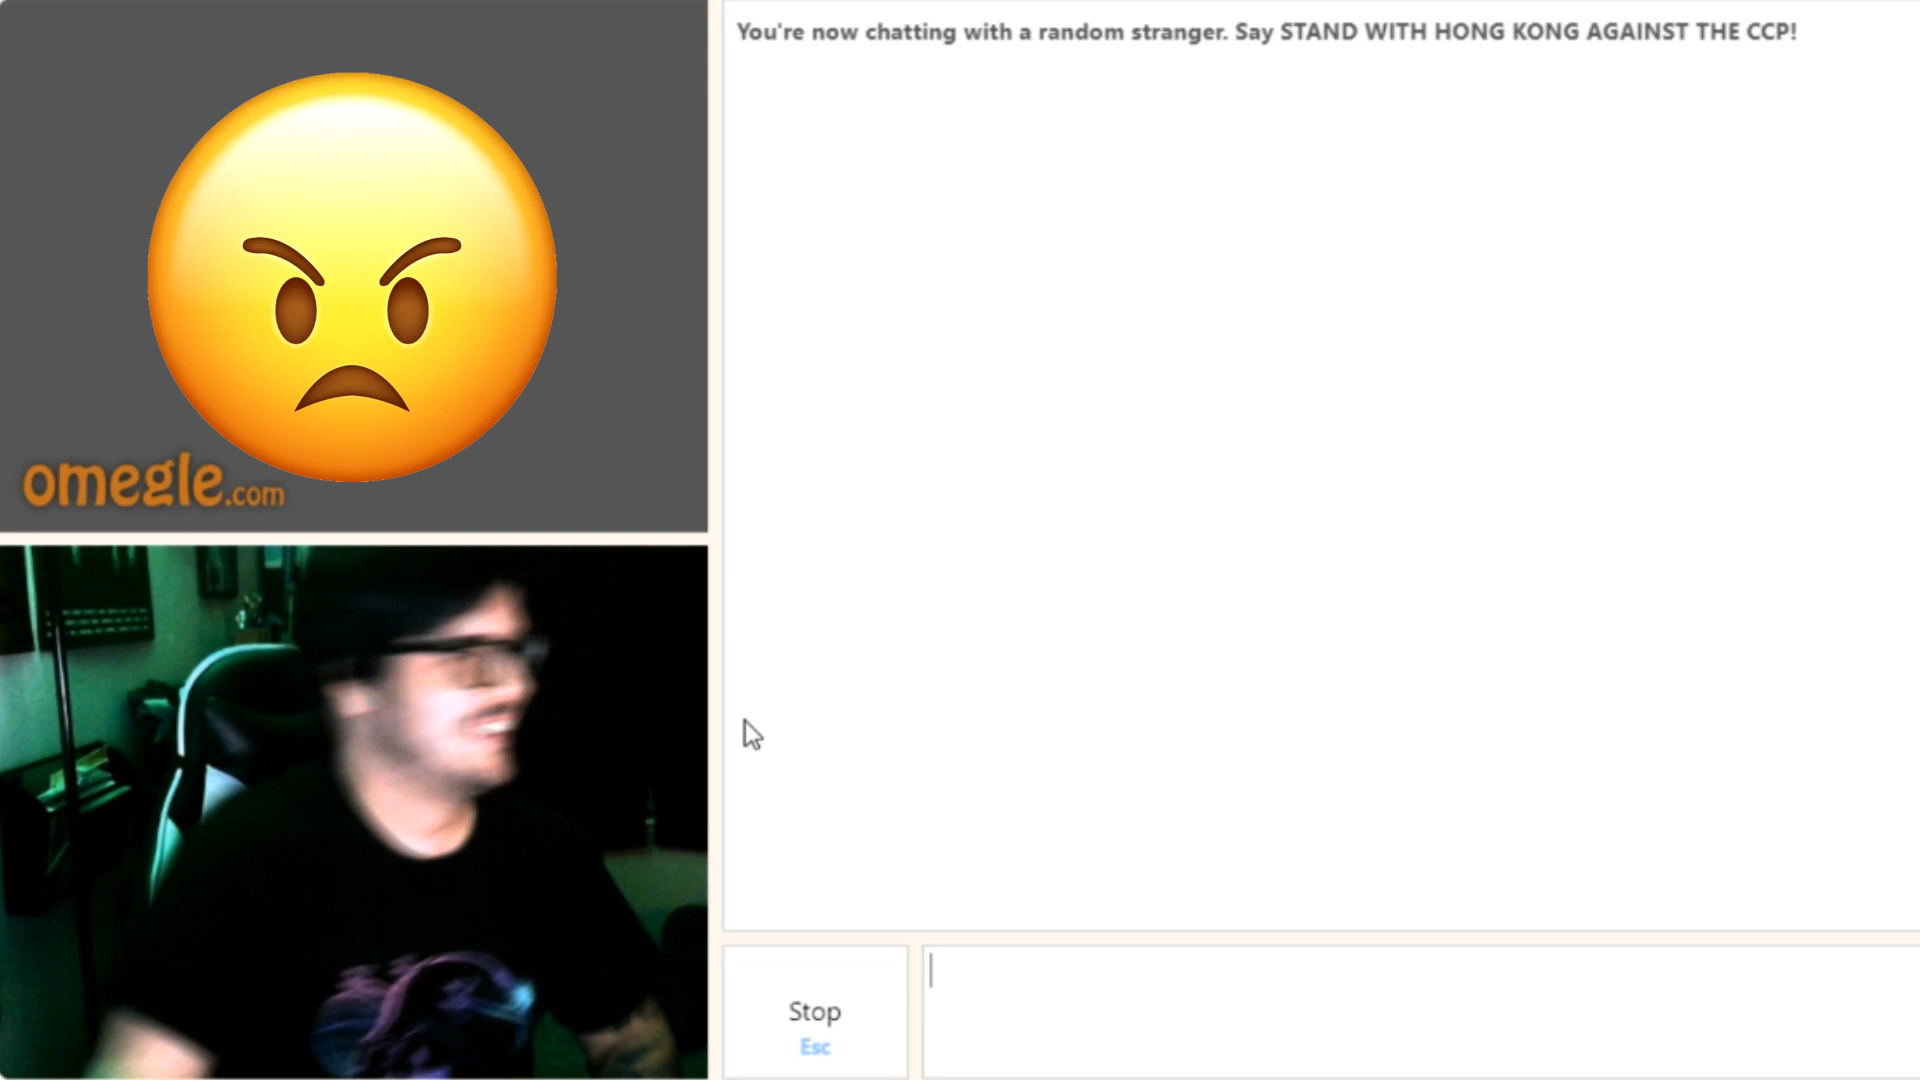 You're now chatting with a random stranger. Say STAND WITH HONG KONG AGAINST THE CCP!
omegle.com
Stop
Esc